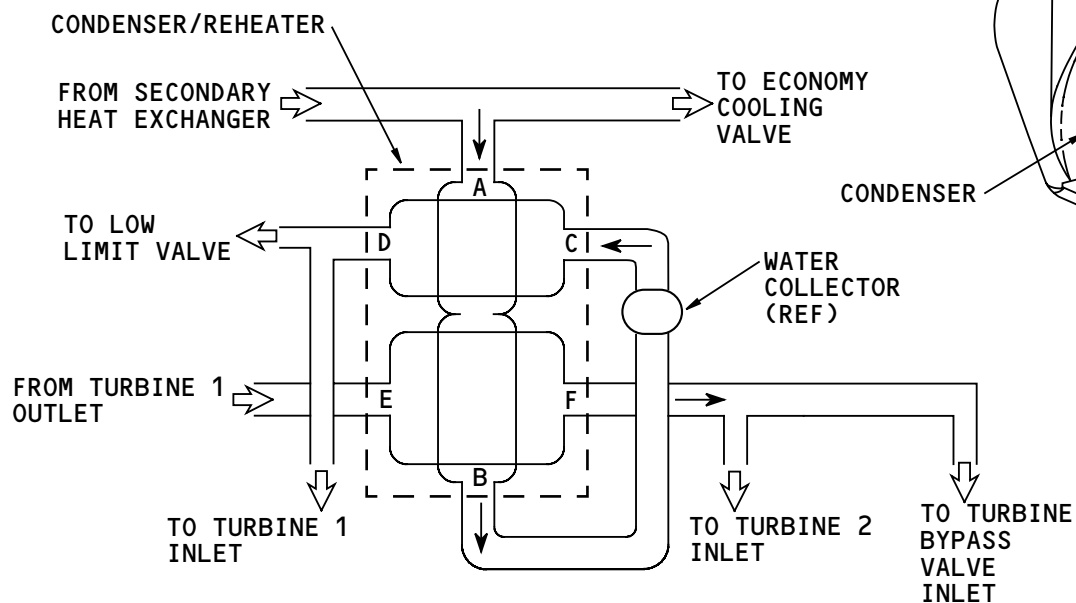 CONDENSER/REHEATER
FROM SECONDARY
HEAT EXCHANGER
TO ECONOMY
COOLING
VALVE
CONDENSER
A
TO LOW
LIMIT VALVE
D
C
WATER
COLLECTOR
(REF)
FROM TURBINE 1
OUTLET
E
F
B
TO TURBINE 1
INLET
TO TURBINE 2
INLET
TO TURBINE
BYPASS
VALVE
INLET